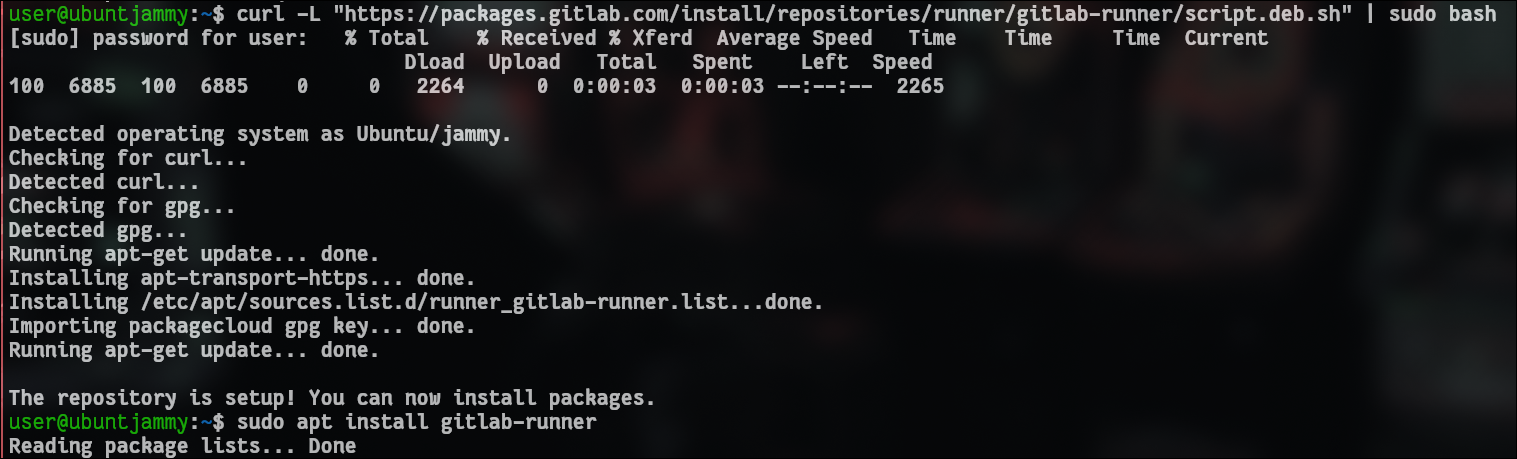 user@ubuntjammy:~$ curl -L "https://packages.gitlab.com/install/repositories/runner/gitlab-runner/script.deb.sh" | sudo bash
[sudo] password for user:   % Total    % Received % Xferd  Average Speed   Time    Time     Time  Current
                                 Dload  Upload   Total   Spent    Left  Speed
100  6885  100  6885    0     0   2264      0  0:00:03  0:00:03 --:--:--  2265
Detected operating system as Ubuntu/jammy.
Checking for curl...
Detected curl...
Checking for gpg...
Detected gpg...
Running apt-get update... done.
Installing apt-transport-https... done.
Installing /etc/apt/sources.list.d/runner_gitlab-runner.list...done.
Importing packagecloud gpg key... done.
Running apt-get update... done.
The repository is setup! You can now install packages.
user@ubuntjammy:~$ sudo apt install gitlab-runner
Reading package lists... Done